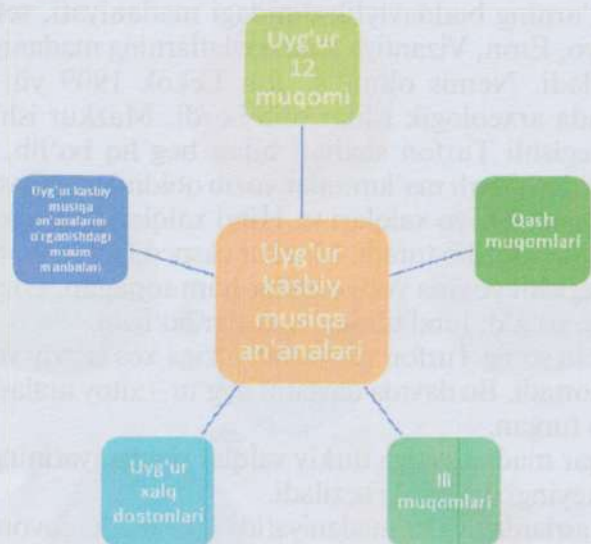 Uyg'ur
12
muqomi
Uyg'ur kasbiy
musiqa
an'analarini
o'rganishdagi
muxim
manbalar
Qash
muqomlari
Uyg'ur
kasbiy
musiqa
an'analari
Uyg'ur
xalq
dostonlari
Ili
muqomlari